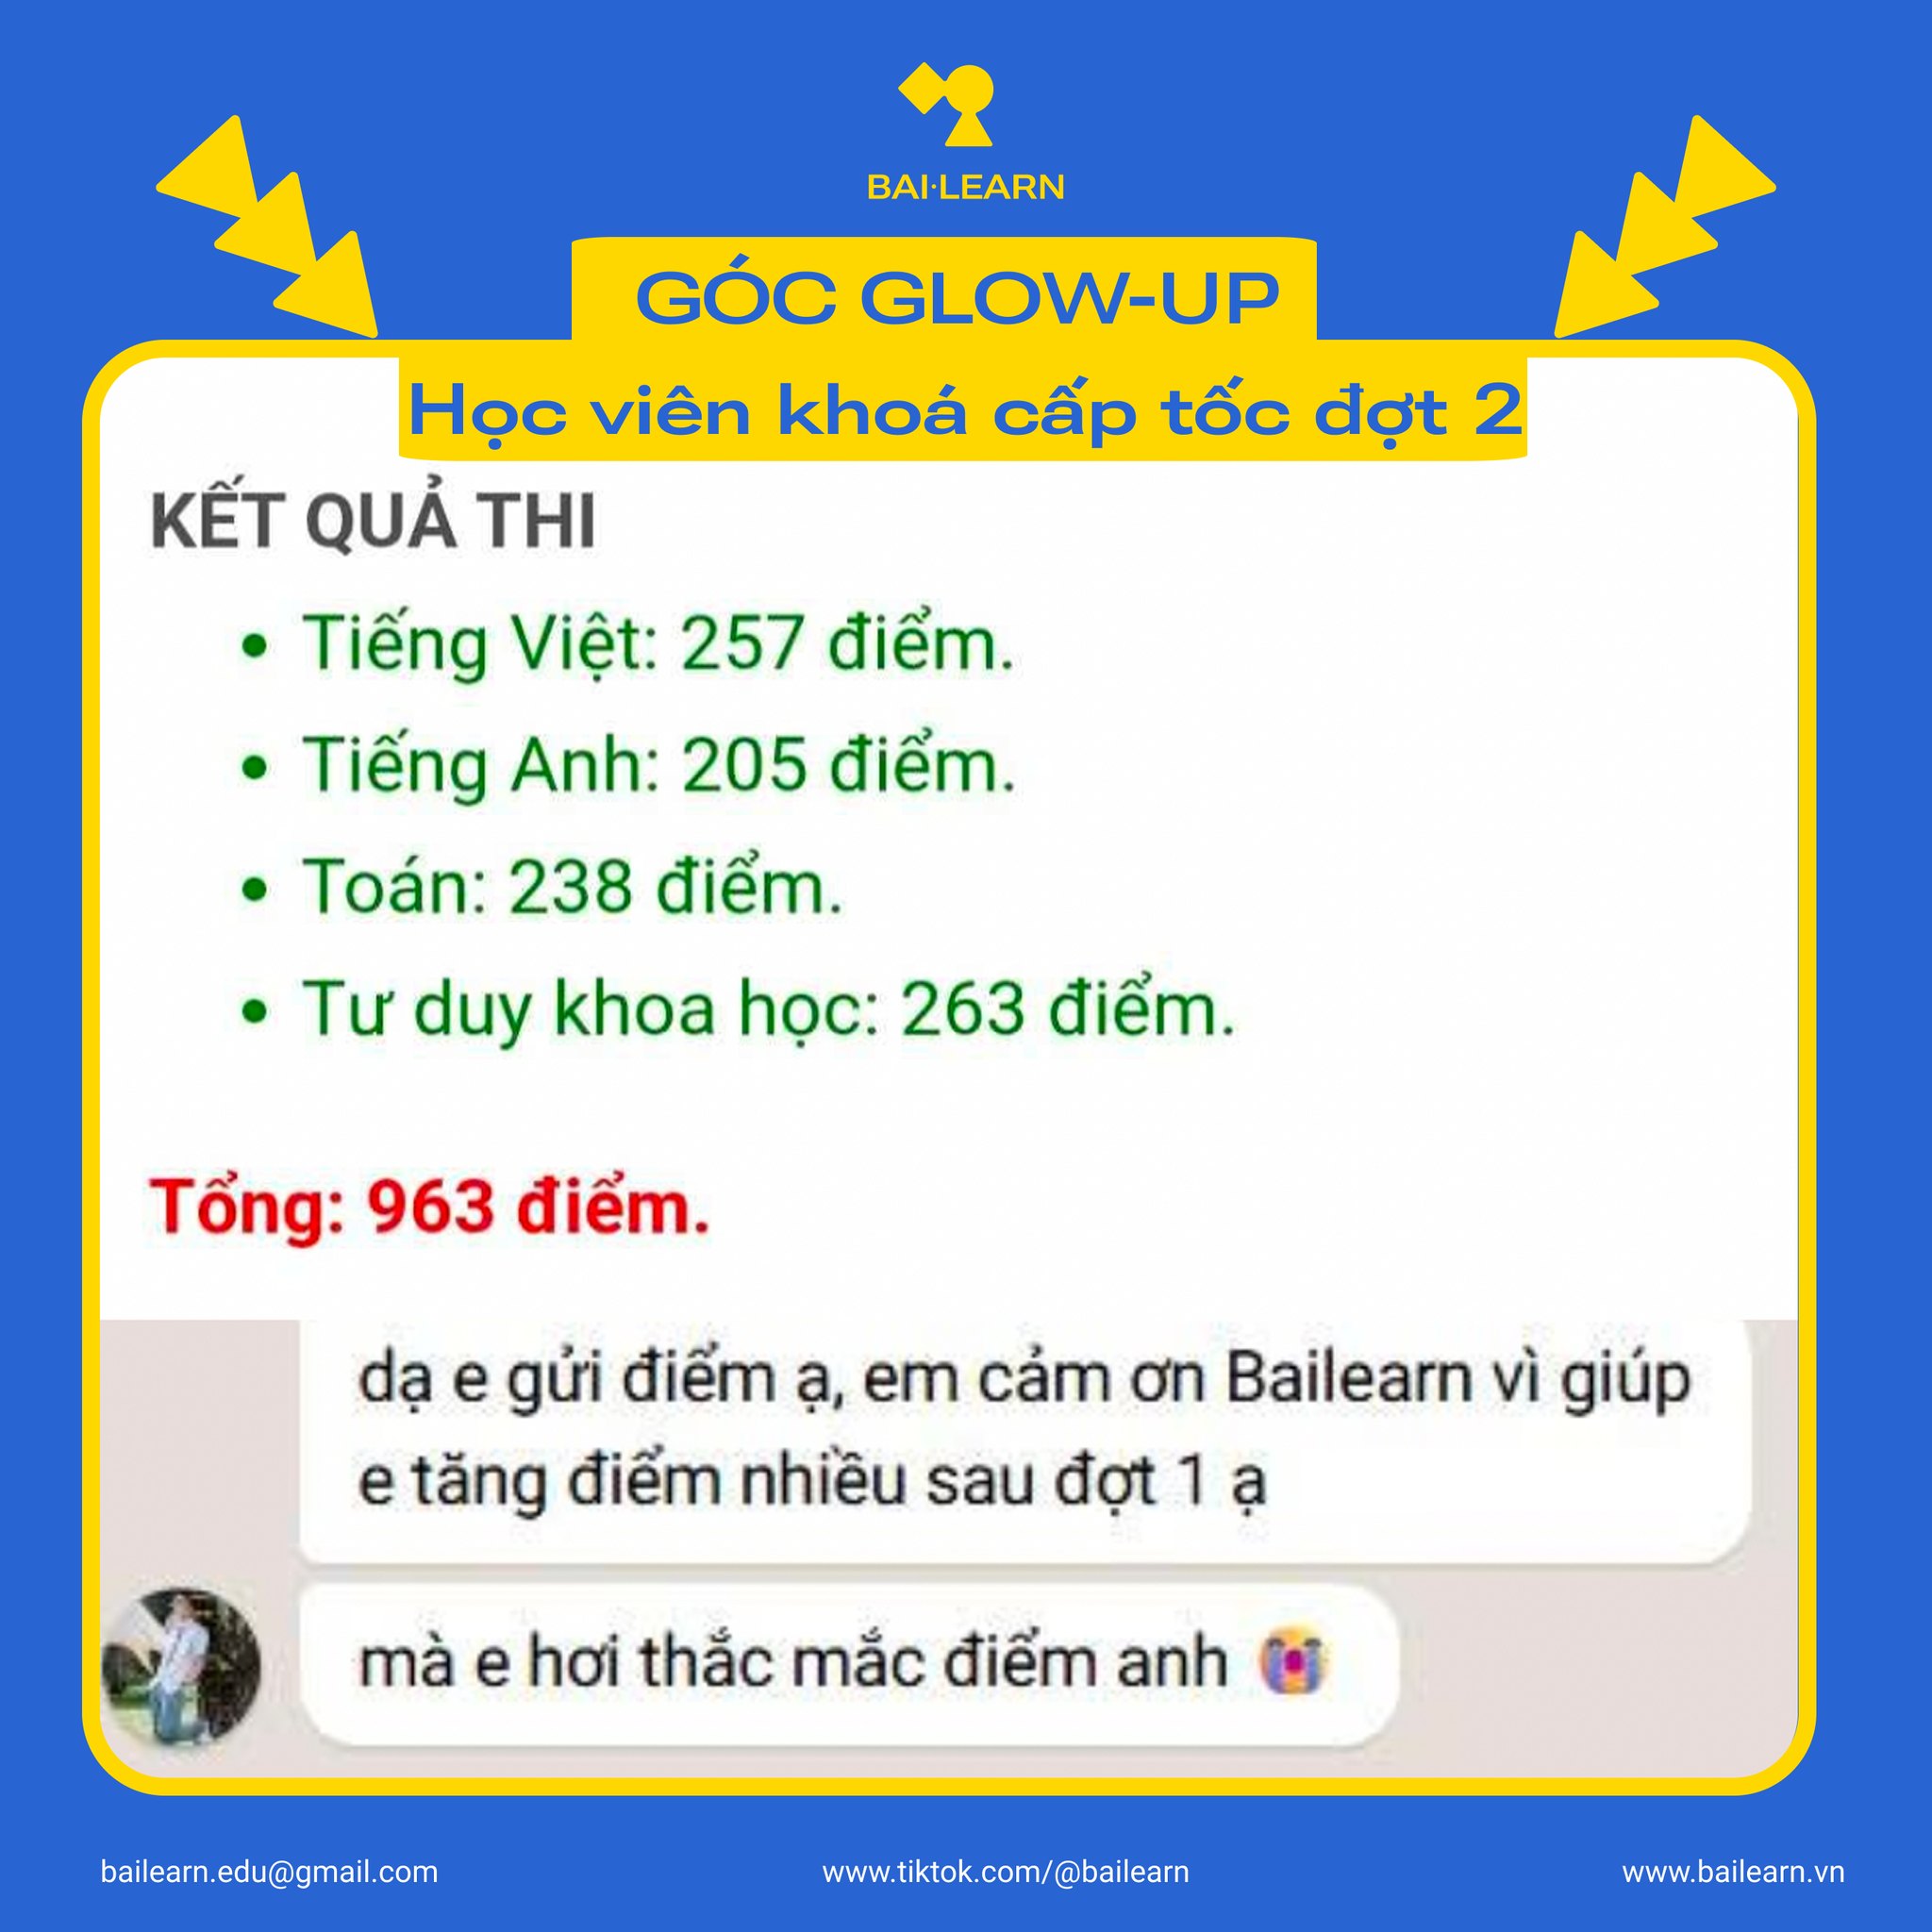 BAI·LEARN
GÓC GLOW-UP
Học viên khoá cấp tốc đợt 2
KẾT QUẢ THI
• Tiếng Việt: 257 điểm.
• Tiếng Anh: 205 điểm.
• Toán: 238 điểm.
• Tư duy khoa học: 263 điểm.
Tổng: 963 điểm.
dạ e gửi điểm ạ, em cảm ơn Bailearn vì giúp
e tăng điểm nhiều sau đợt 1 ạ
mà e hơi thắc mắc điểm anh 😭
bailearn.edu@gmail.com
www.tiktok.com/@bailearn
www.bailearn.vn